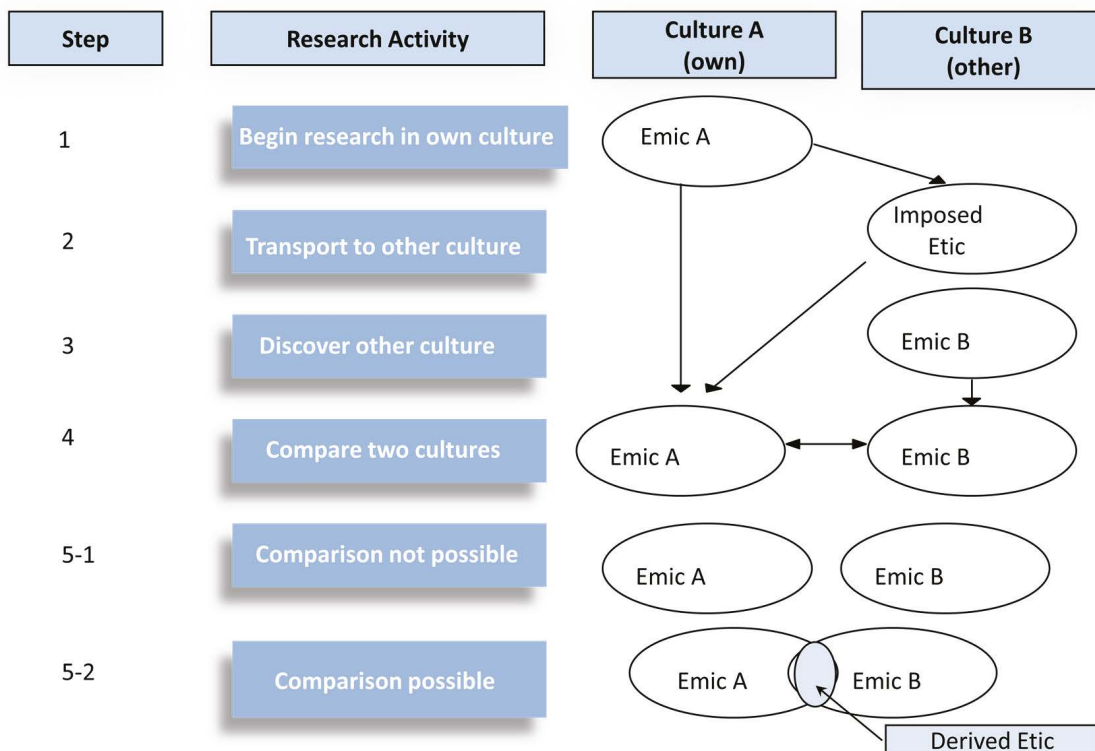 Step
Research Activity
Culture A
(own)
Culture B
(other)
1
Begin research in own culture
Emic A
2
Transport to other culture
Imposed
Etic
3
Discover other culture
Emic B
4
Compare two cultures
Emic A
Emic B
5-1
Comparison not possible
Emic A
Emic B
5-2
Comparison possible
Emic A
Emic B
Derived Etic